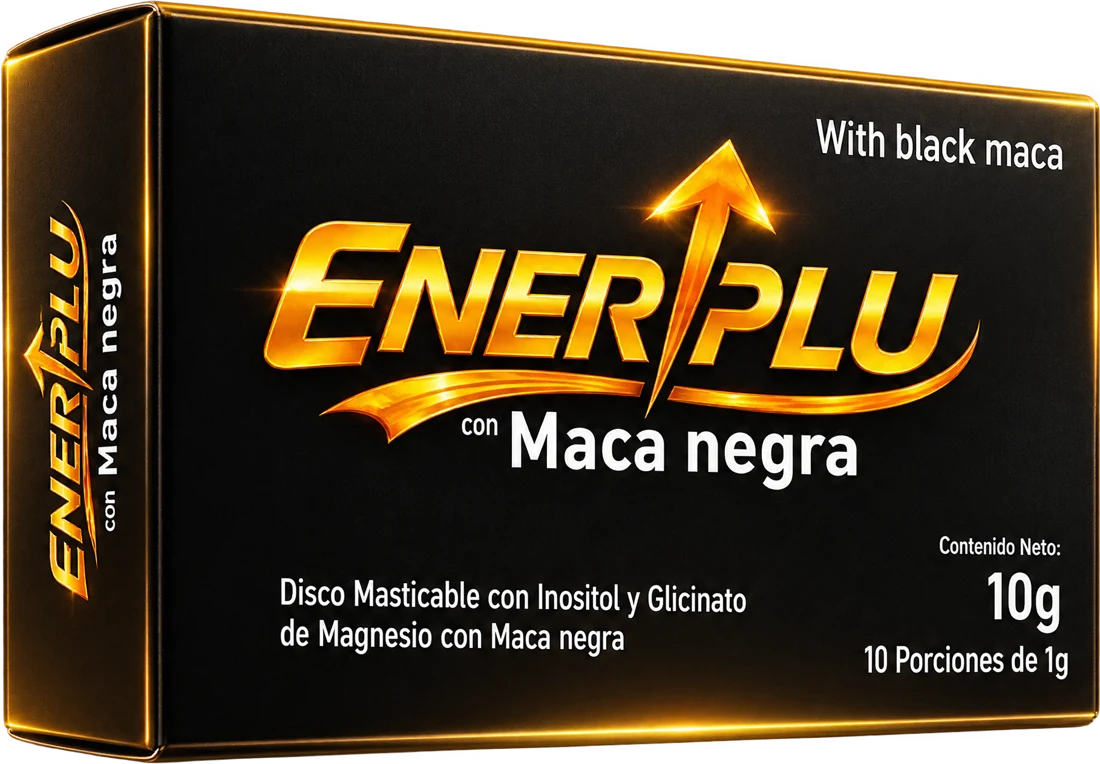 With black maca
ENERPLU
con Maca negra
Disco Masticable con Inositol y Glicinato
de Magnesio con Maca negra
Contenido Neto:
10g
10 Porciones de 1g
ENERPLU
con Maca negra